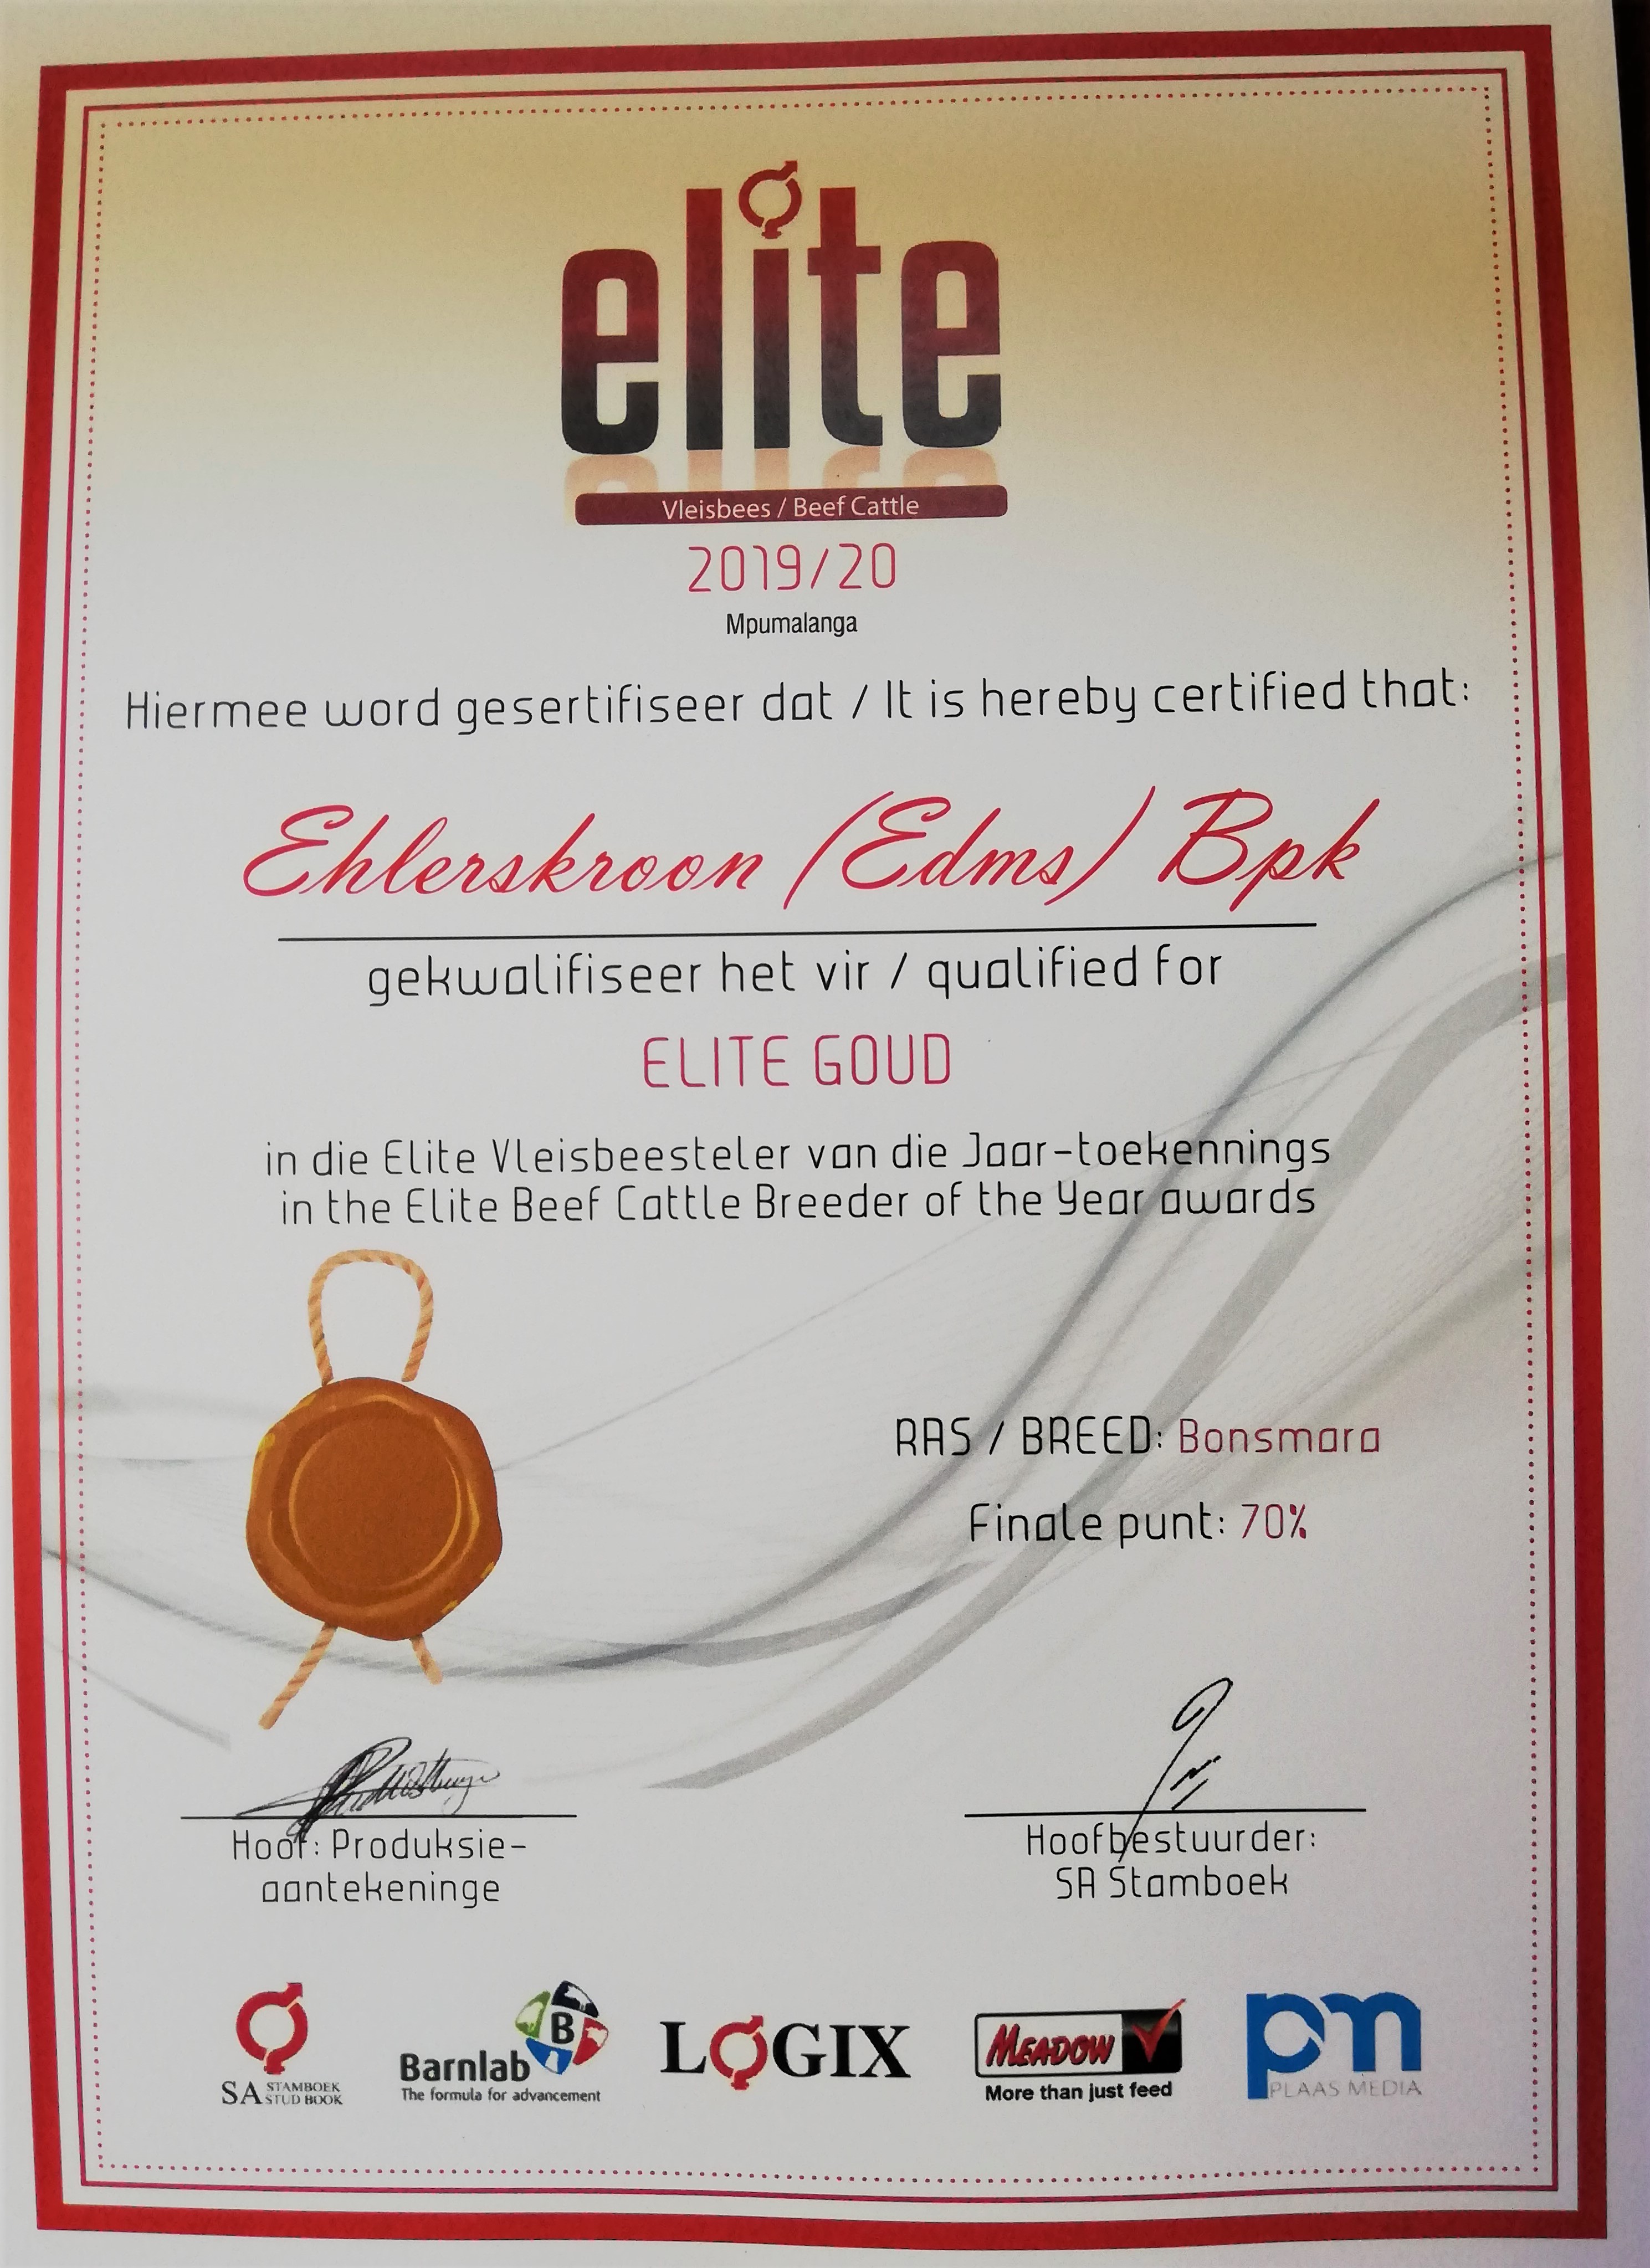 elite
Vleisbees / Beef Cattle
2019/20
Mpumalanga
Hiermee word gesertifiseer dat / It is hereby certified that:
Ehlerskroon (Edms) Bpk
gekwalifiseer het vir / qualified for
ELITE GOUD
in die Elite Vleisbeesteler van die Jaar-toekennings
in the Elite Beef Cattle Breeder of the Year awards
RAS / BREED: Bonsmara
Finale punt: 70%
Hoof: Produksie-
aantekeninge
Hoofbestuurder:
SA Stamboek
SA STAMBOEK
STUD BOOK
Barnlab B
The formula for advancement
LOGIX
MEADOW
More than just feed
pm
PLAAS MEDIA